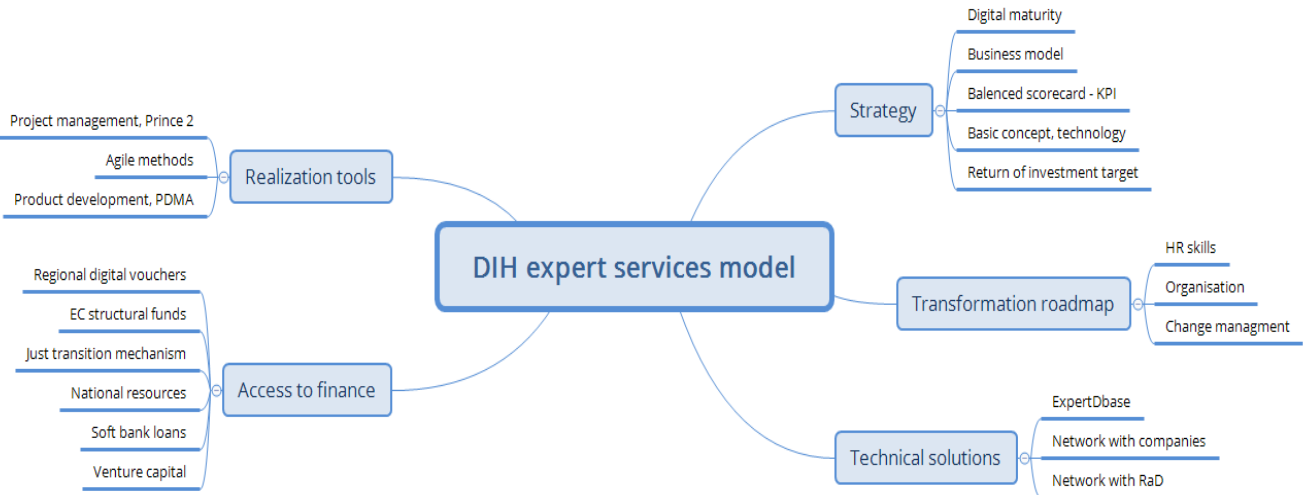 DIH expert services model
Strategy
Digital maturity
Business model
Balenced scorecard - KPI
Basic concept, technology
Return of investment target
Transformation roadmap
HR skills
Organisation
Change managment
Technical solutions
ExpertDbase
Network with companies
Network with RaD
Realization tools
Project management, Prince 2
Agile methods
Product development, PDMA
Access to finance
Regional digital vouchers
EC structural funds
Just transition mechanism
National resources
Soft bank loans
Venture capital